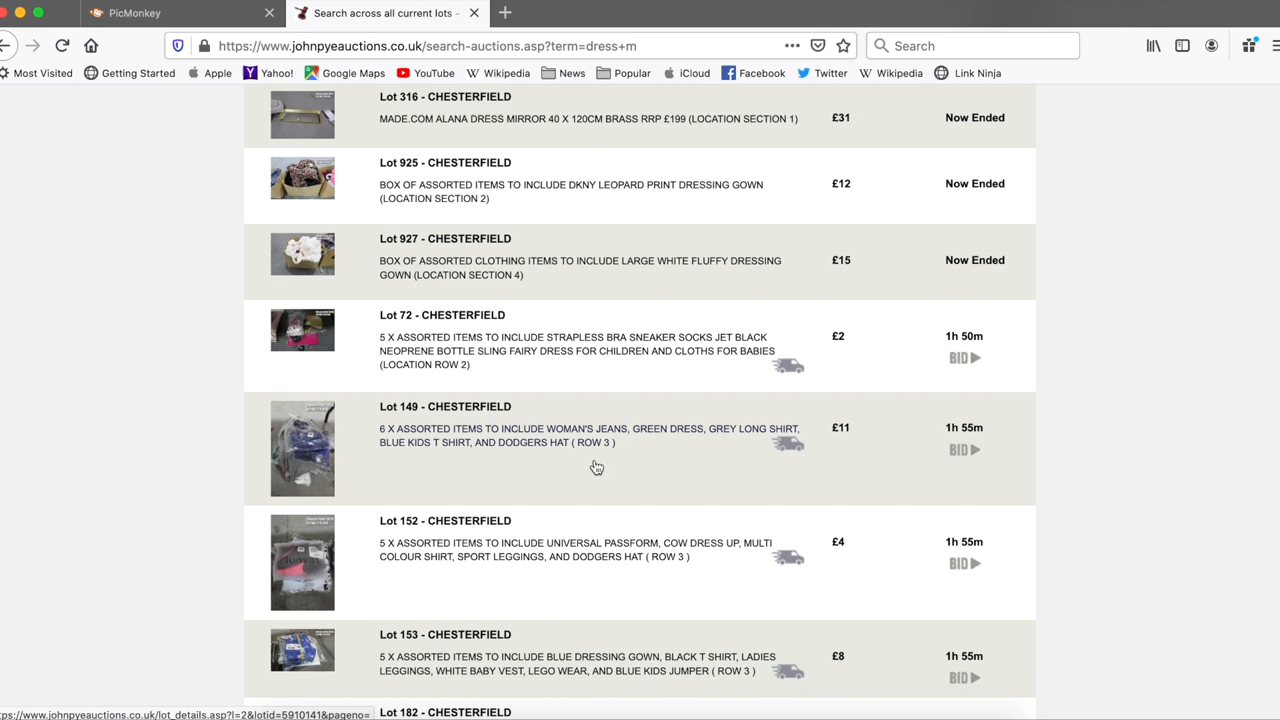 PicMonkey
Search across all current lots -
https://www.johnpyeauctions.co.uk/search-auctions.asp?term=dress+m
Search
Most Visited
Getting Started
Apple
Yahoo!
Google Maps
YouTube
Wikipedia
News
Popular
iCloud
Facebook
Twitter
Wikipedia
Link Ninja
Lot 316 - CHESTERFIELD
MADE.COM ALANA DRESS MIRROR 40 X 120CM BRASS RRP £199 (LOCATION SECTION 1)
£31
Now Ended
Lot 925 - CHESTERFIELD
BOX OF ASSORTED ITEMS TO INCLUDE DKNY LEOPARD PRINT DRESSING GOWN
(LOCATION SECTION 2)
£12
Now Ended
Lot 927 - CHESTERFIELD
BOX OF ASSORTED CLOTHING ITEMS TO INCLUDE LARGE WHITE FLUFFY DRESSING
GOWN (LOCATION SECTION 4)
£15
Now Ended
Lot 72 - CHESTERFIELD
5 X ASSORTED ITEMS TO INCLUDE STRAPLESS BRA SNEAKER SOCKS JET BLACK
NEOPRENE BOTTLE SLING FAIRY DRESS FOR CHILDREN AND CLOTHS FOR BABIES
(LOCATION ROW 2)
£2
1h 50m
BID
Lot 149 - CHESTERFIELD
6 X ASSORTED ITEMS TO INCLUDE WOMAN'S JEANS, GREEN DRESS, GREY LONG SHIRT,
BLUE KIDS T SHIRT, AND DODGERS HAT ( ROW 3 )
£11
1h 55m
BID
Lot 152 - CHESTERFIELD
5 X ASSORTED ITEMS TO INCLUDE UNIVERSAL PASSFORM, COW DRESS UP, MULTI
COLOUR SHIRT, SPORT LEGGINGS, AND DODGERS HAT ( ROW 3 )
£4
1h 55m
BID
Lot 153 - CHESTERFIELD
5 X ASSORTED ITEMS TO INCLUDE BLUE DRESSING GOWN, BLACK T SHIRT, LADIES
LEGGINGS, WHITE BABY VEST, LEGO WEAR, AND BLUE KIDS JUMPER ( ROW 3 )
£8
1h 55m
BID
Lot 182 - CHESTERFIELD
ps://www.johnpyeauctions.co.uk/lot_details.asp?l=2&lotid=5910141&pageno=